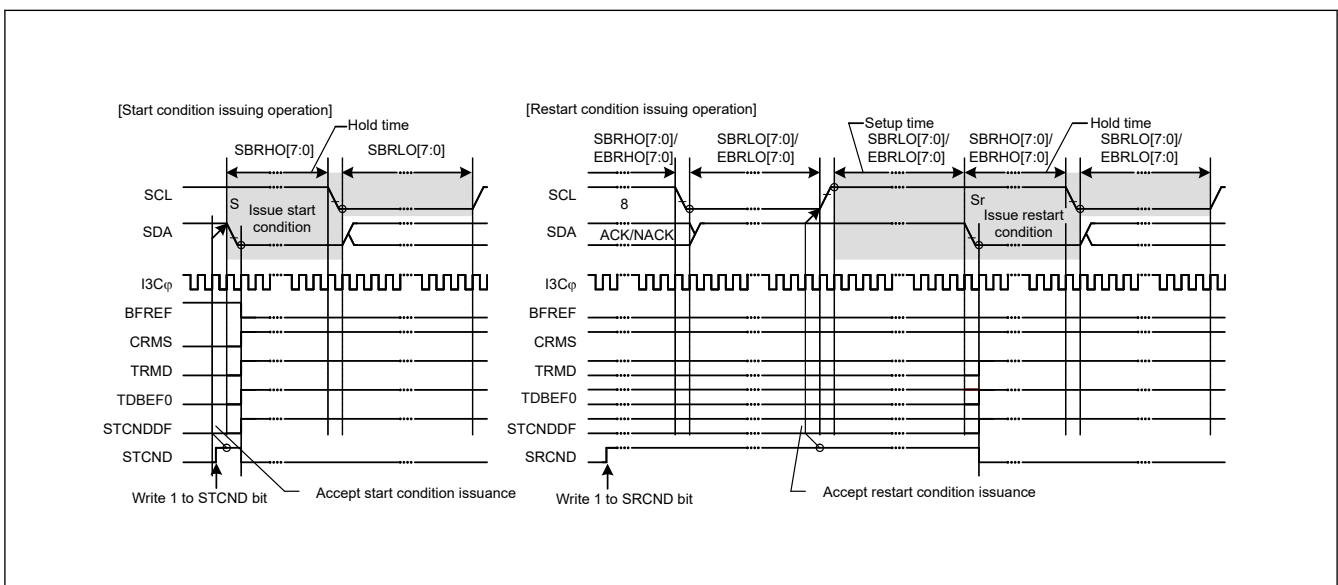 [Start condition issuing operation]
Hold time
SBRHO[7:0]
SBRLO[7:0]
SCL
S
Issue start
condition
SDA
I3Cφ
BFREF
CRMS
TRMD
TDBEF0
STCNDDF
STCND
Write 1 to STCND bit
Accept start condition issuance
[Restart condition issuing operation]
Setup time
Hold time
SBRHO[7:0]/
EBRHO[7:0]
SBRLO[7:0]/
EBRLO[7:0]
SBRLO[7:0]/
EBRLO[7:0]
SBRHO[7:0]/
EBRHO[7:0]
SBRLO[7:0]/
EBRLO[7:0]
SCL
8
Sr
Issue restart
condition
SDA
ACK/NACK
I3Cφ
BFREF
CRMS
TRMD
TDBEF0
STCNDDF
SRCND
Write 1 to SRCND bit
Accept restart condition issuance